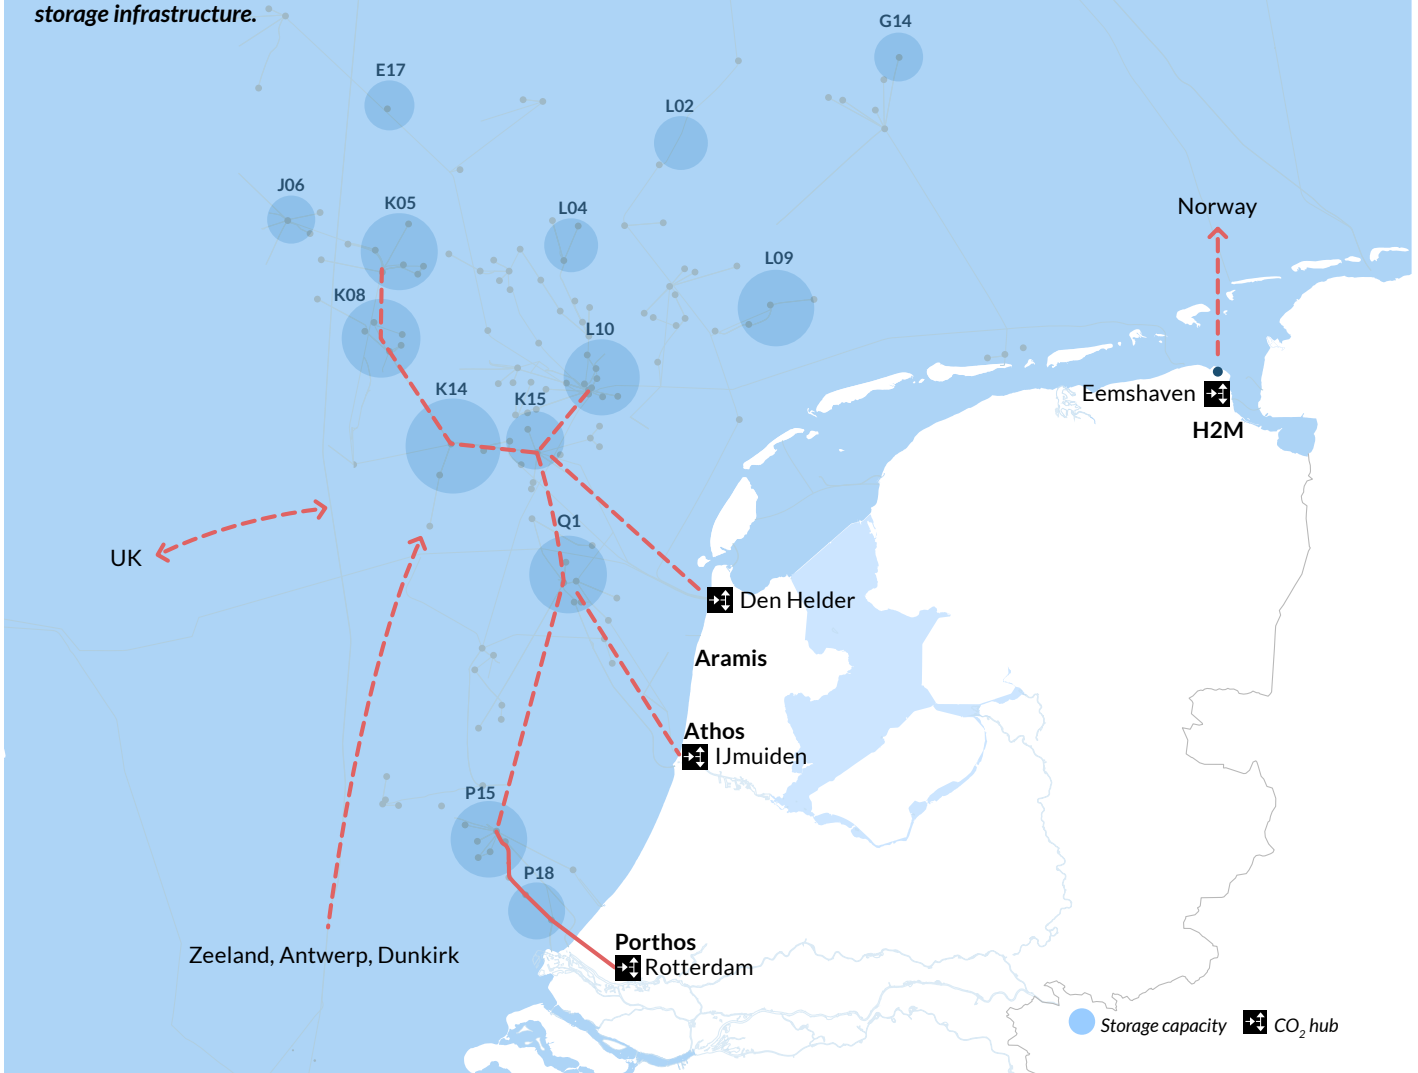 storage infrastructure.
G14
E17
L02
J06
K05
L04
Norway
L09
K08
L10
K14
K15
Eemshaven
H2M
Q1
UK
Den Helder
Aramis
Athos
IJmuiden
P15
P18
Porthos
Zeeland, Antwerp, Dunkirk
Rotterdam
Storage capacity
CO2 hub